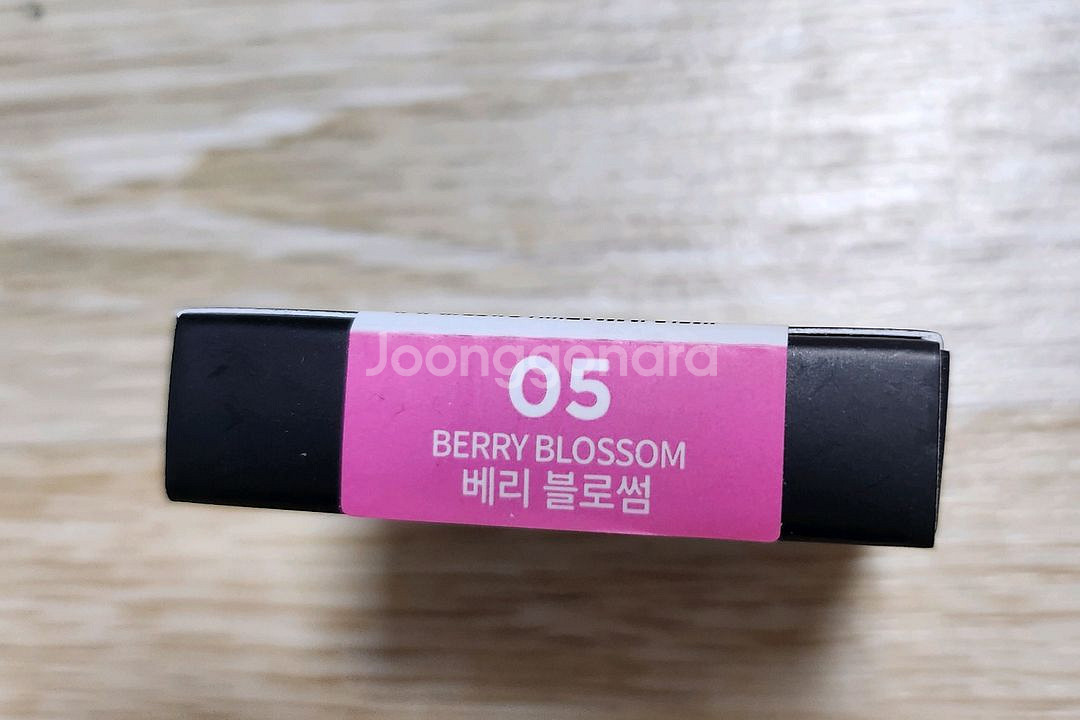 Joonggonara
05
BERRY BLOSSOM
베리 블로썸